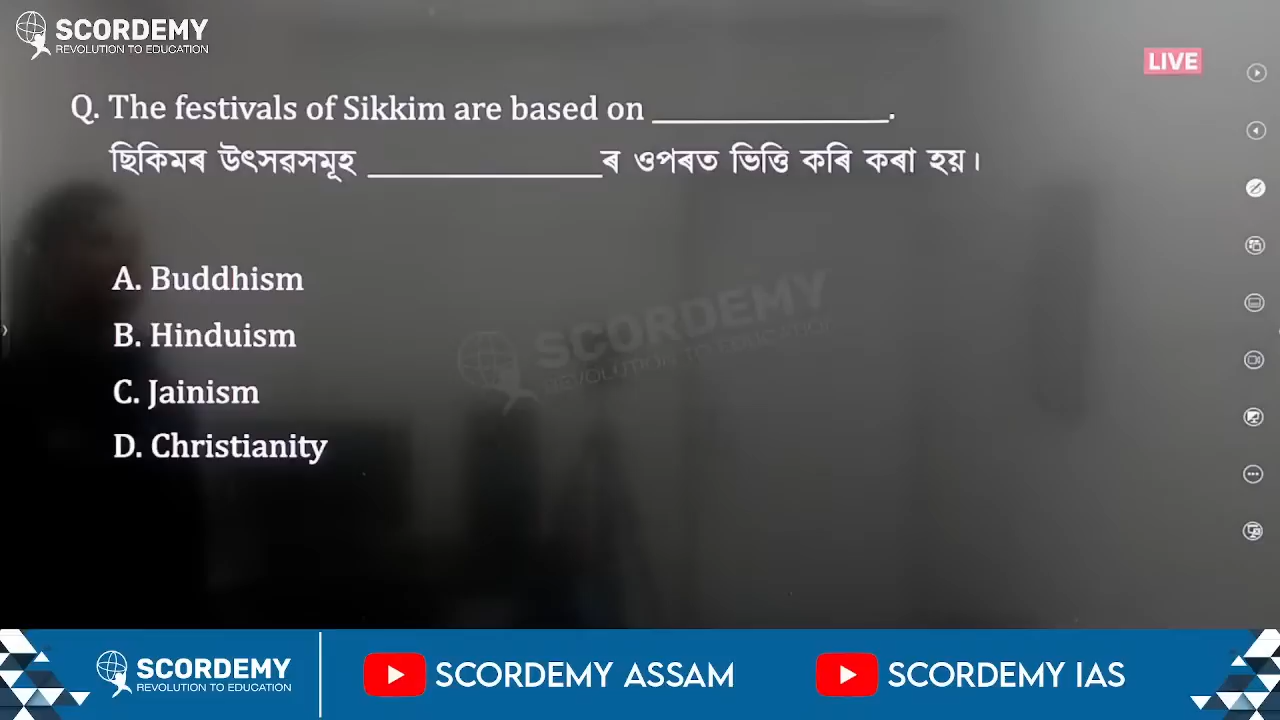 SCORDEMY
REVOLUTION TO EDUCATION
LIVE
Q. The festivals of Sikkim are based on ______________.
ছিকিমৰ উৎসৱসমূহ ______________ৰ ওপৰত ভিত্তি কৰি কৰা হয়।
SCORDEMY
REVOLUTION TO EDUCATION
A. Buddhism
B. Hinduism
C. Jainism
D. Christianity
SCORDEMY
REVOLUTION TO EDUCATION
SCORDEMY ASSAM
SCORDEMY IAS